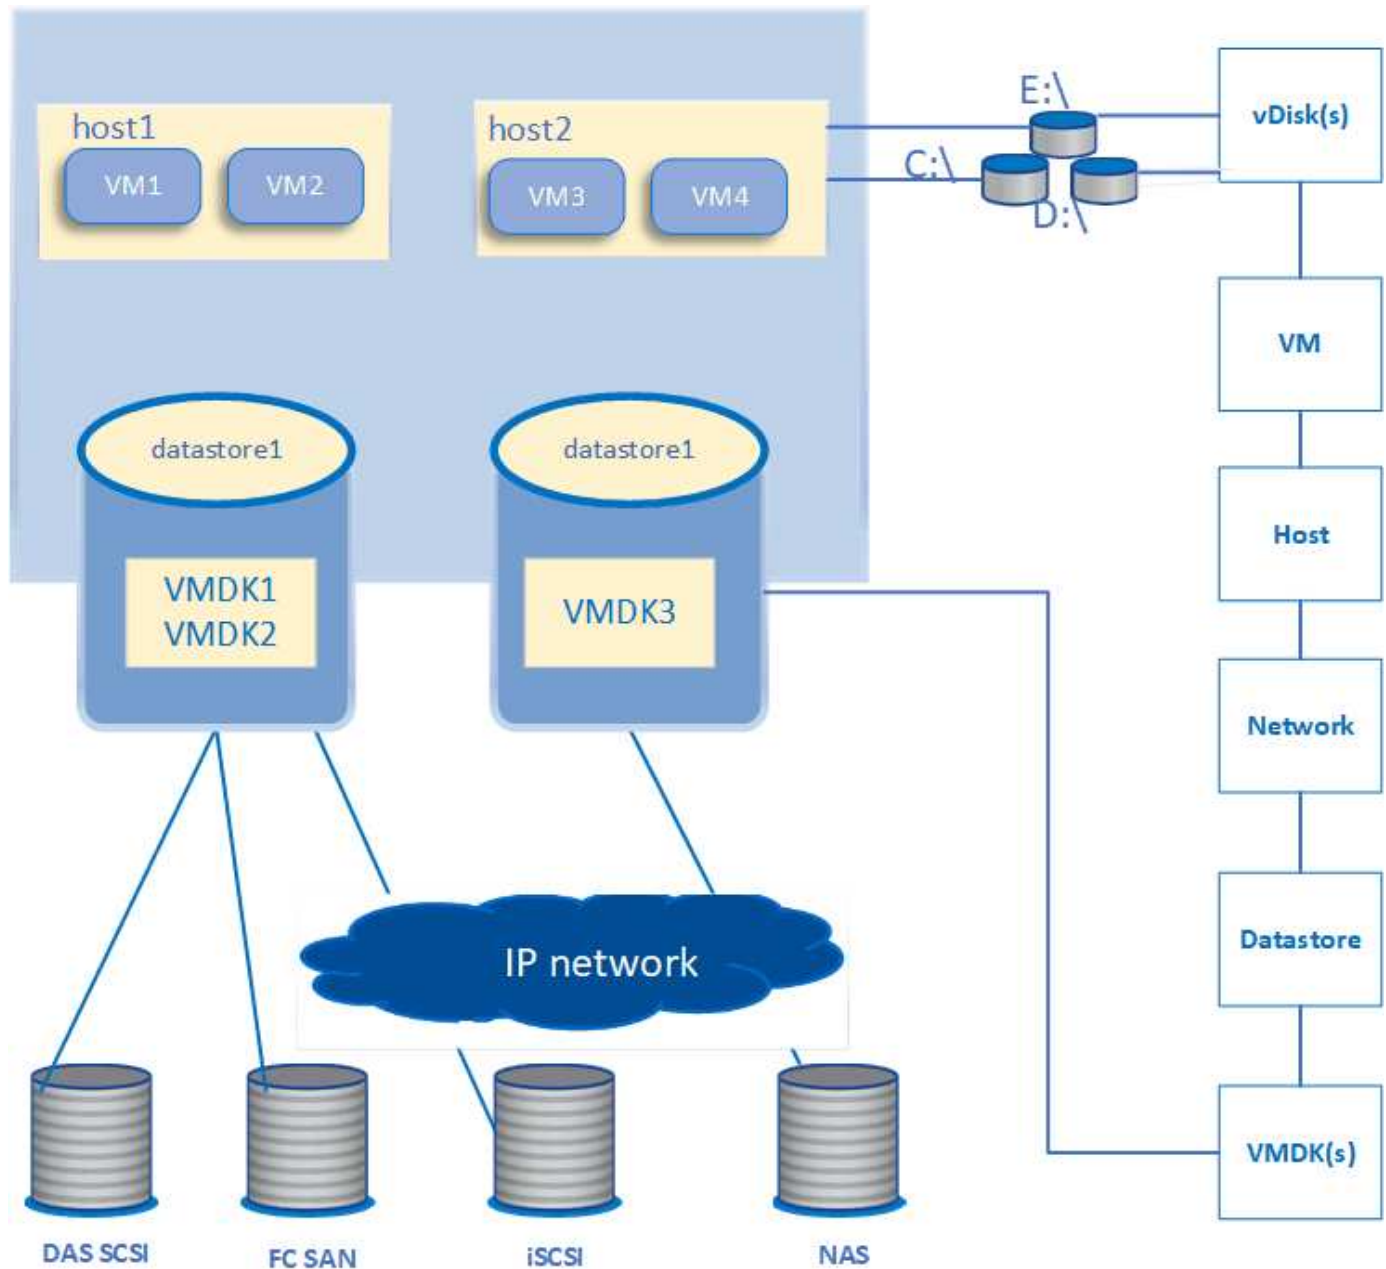 host1
VM1
VM2
host2
VM3
VM4
E:\
C:\
D:\
vDisk(s)
VM
Host
Network
Datastore
VMDK(s)
datastore1
VMDK1
VMDK2
datastore1
VMDK3
IP network
DAS SCSI
FC SAN
iSCSI
NAS